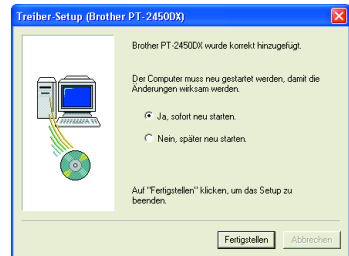 Treiber-Setup (Brother PT-2450DX)
Brother PT-2450DX wurde korrekt hinzugefügt.
Der Computer muss neu gestartet werden, damit die
Änderungen wirksam werden.
Ja, sofort neu starten.
Nein, später neu starten.
Auf "Fertigstellen" klicken, um das Setup zu
beenden.
Fertigstellen
Abbrechen